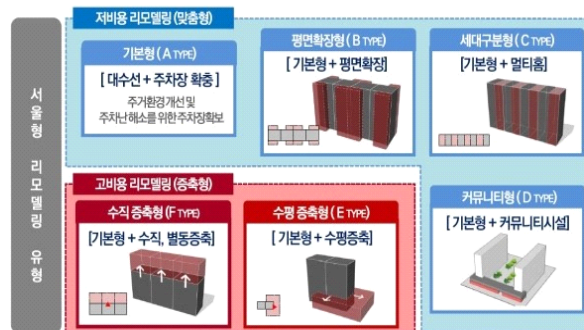 서울형 리모델링 유형
저비용 리모델링 (맞춤형)
기본형 ( A TYPE)
[ 대수선 + 주차장 확충 ]
주거환경 개선 및
주차난 해소를 위한 주차장확보
평면확장형 ( B TYPE)
[ 기본형 + 평면확장]
세대구분형 ( C TYPE)
[기본형 + 멀티홈]
고비용 리모델링 (증축형)
수직 증축형 ( F TYPE)
[기본형 + 수직, 별동증축]
수평 증축형 ( E TYPE)
[ 기본형 + 수평증축]
커뮤니티형 ( D TYPE)
[기본형 + 커뮤니티시설]